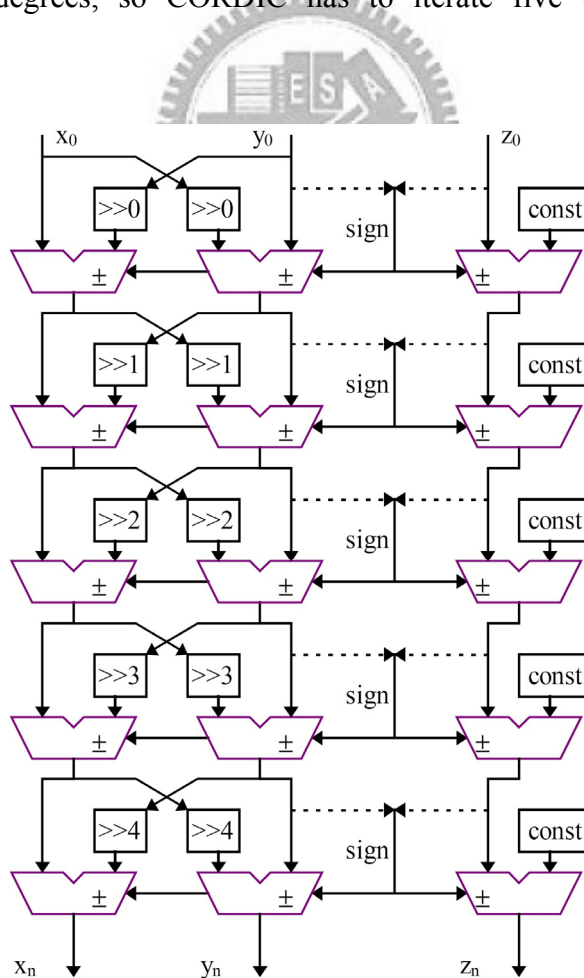 degrees, so CORDIC has to iterate five
ESA
x0 y0 z0
>>0 >>0 const
sign
± ± ±
>>1 >>1 const
sign
± ± ±
>>2 >>2 const
sign
± ± ±
>>3 >>3 const
sign
± ± ±
>>4 >>4 const
sign
± ± ±
xn yn zn